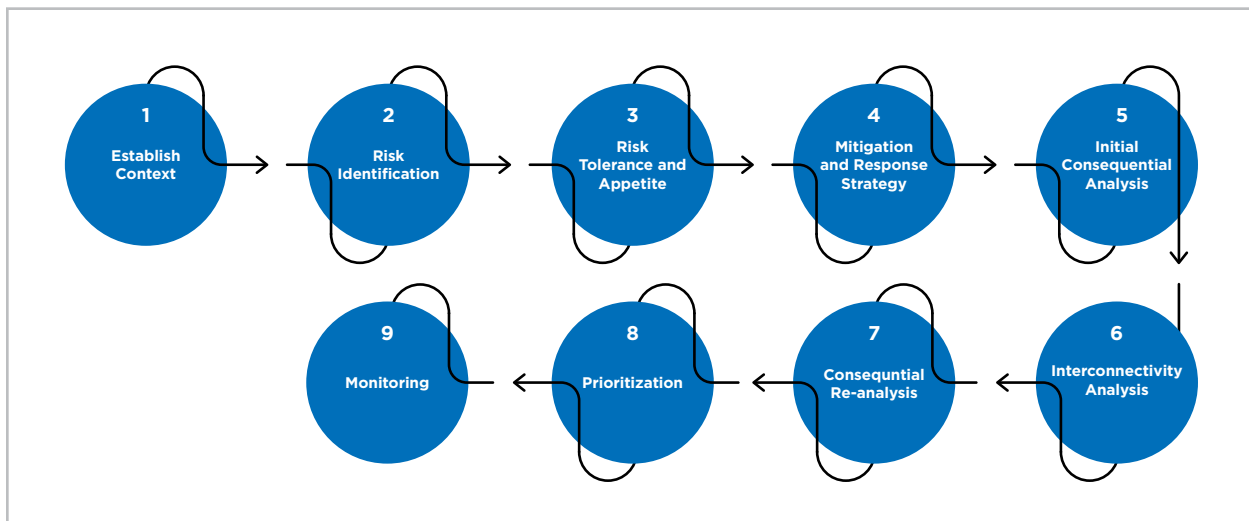 1
Establish
Context
2
Risk
Identification
3
Risk
Tolerance and
Appetite
4
Mitigation
and Response
Strategy
5
Initial
Consequential
Analysis
6
Interconnectivity
Analysis
7
Consequntial
Re-analysis
8
Prioritization
9
Monitoring